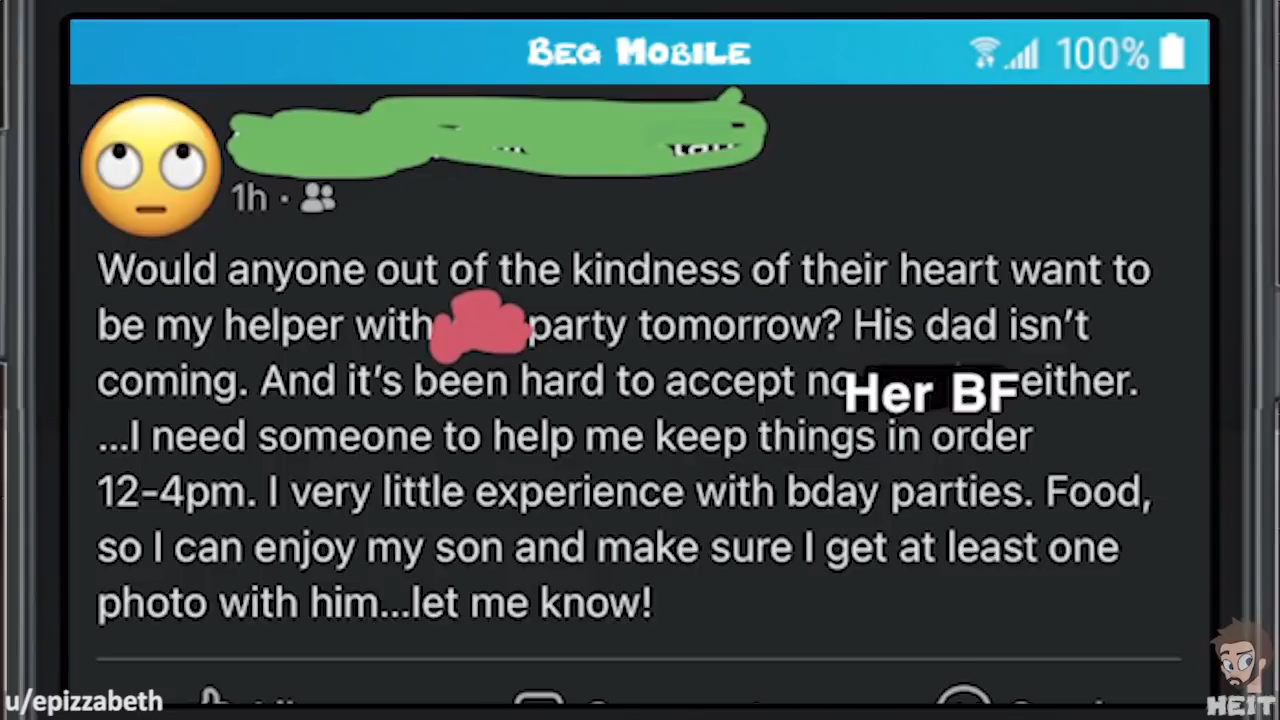 BEG MOBILE
100%
1h ·
Would anyone out of the kindness of their heart want to
be my helper with party tomorrow? His dad isn't
coming. And it's been hard to accept no Her BF either.
...I need someone to help me keep things in order
12-4pm. I very little experience with bday parties. Food,
so I can enjoy my son and make sure I get at least one
photo with him...let me know!
u/epizzabeth
HEIT